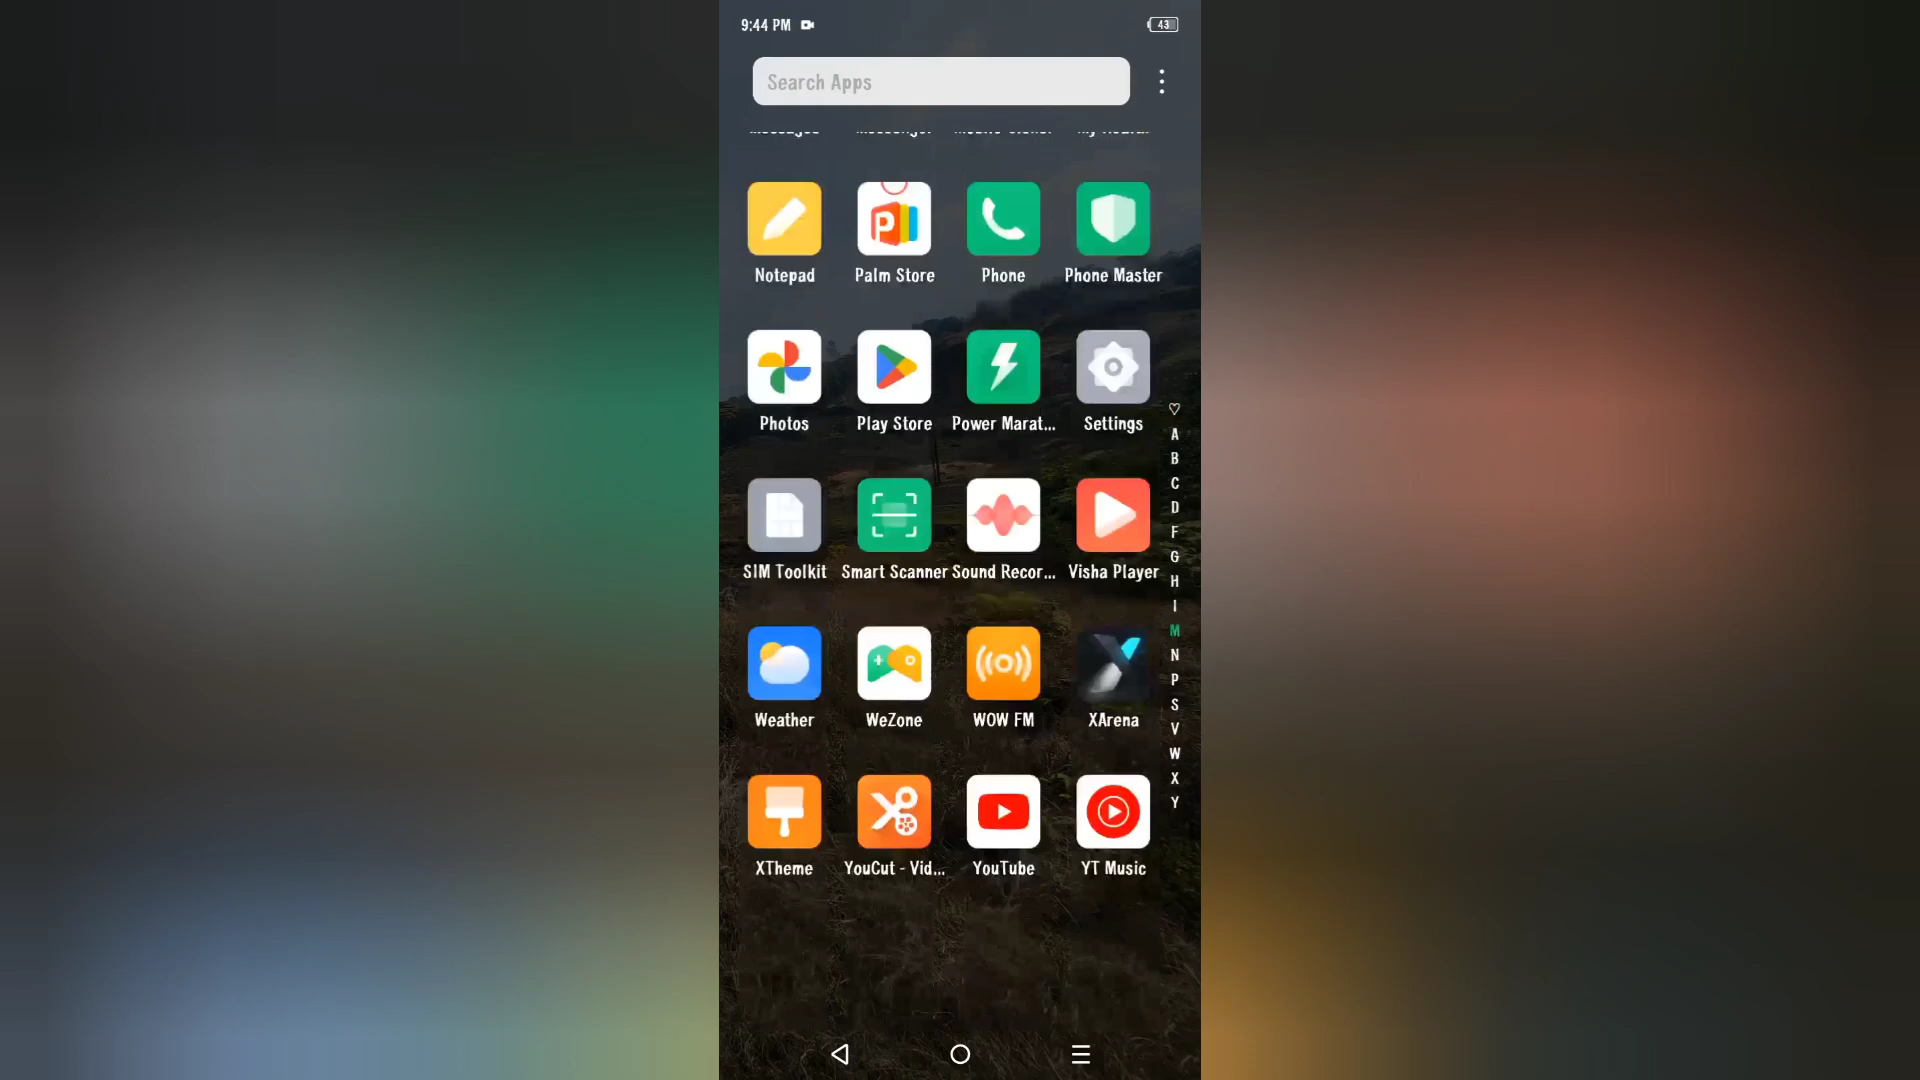 9:44 PM
43
Search Apps
Notepad
Palm Store
Phone
Phone Master
Photos
Play Store
Power Marat...
Settings
SIM Toolkit
Smart Scanner
Sound Recor...
Visha Player
Weather
WeZone
WOW FM
XArena
XTheme
YouCut - Vid...
YouTube
YT Music
A
B
C
D
F
G
H
I
M
N
P
S
V
W
X
Y